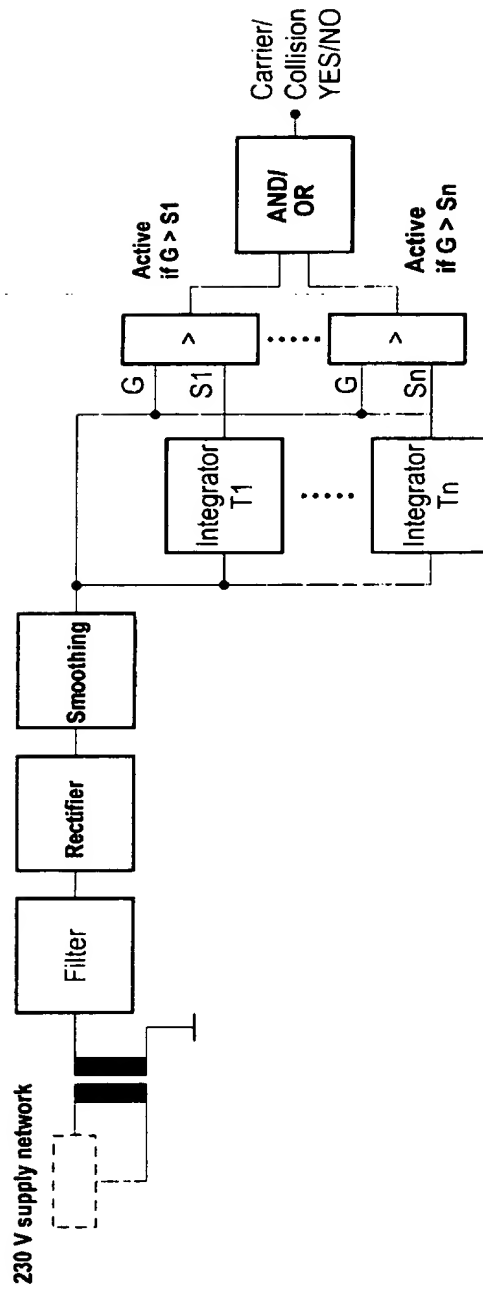 230 V supply network
Filter
Rectifier
Smoothing
Integrator
T1
Integrator
Tn
G
S1
G
Sn
>
>
Active
if G > S1
Active
if G > Sn
AND/
OR
Carrier/
Collision
YES/NO